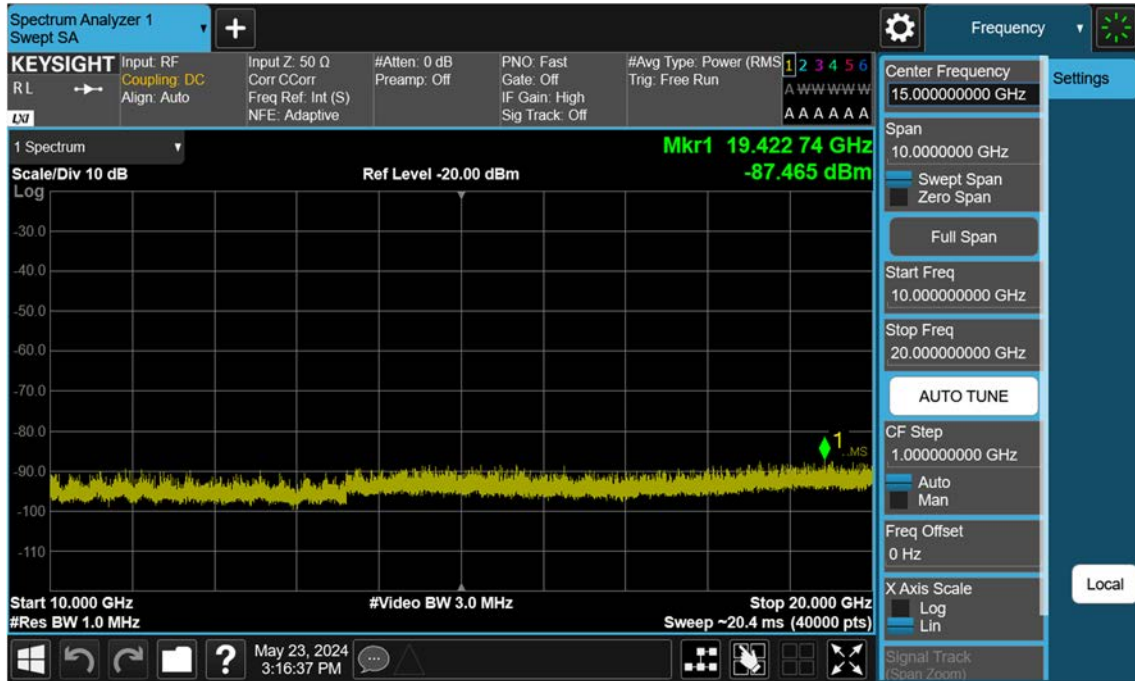 Spectrum Analyzer 1
Swept SA
Frequency
KEYSIGHT
RL
LXI
Input: RF
Coupling: DC
Align: Auto
Input Z: 50 Ω
Corr CCorr
Freq Ref: Int (S)
NFE: Adaptive
#Atten: 0 dB
Preamp: Off
PNO: Fast
Gate: Off
IF Gain: High
Sig Track: Off
#Avg Type: Power (RMS
Trig: Free Run
1 2 3 4 5 6
A W W W W W
A A A A A A
1 Spectrum
Mkr1 19.422 74 GHz
Scale/Div 10 dB
Ref Level -20.00 dBm
-87.465 dBm
Log
-30.0
-40.0
-50.0
-60.0
-70.0
-80.0
1
-90.0
-100
-110
Start 10.000 GHz
#Video BW 3.0 MHz
Stop 20.000 GHz
#Res BW 1.0 MHz
Sweep ~20.4 ms (40000 pts)
?
May 23, 2024
3:16:37 PM
Center Frequency
15.000000000 GHz
Span
10.0000000 GHz
Swept Span
Zero Span
Full Span
Start Freq
10.000000000 GHz
Stop Freq
20.000000000 GHz
AUTO TUNE
CF Step
1.000000000 GHz
Auto
Man
Freq Offset
0 Hz
X Axis Scale
Log
Lin
Signal Track
(Span Zoom)
Settings
Local